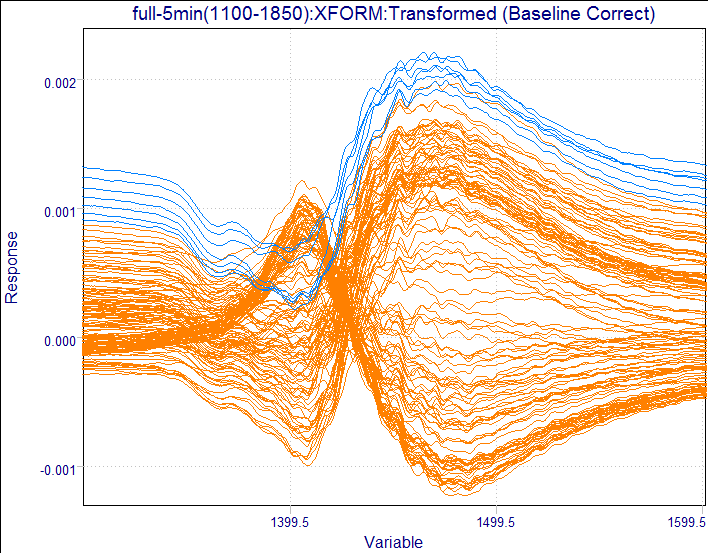 full-5min(1100-1850):XFORM:Transformed (Baseline Correct)
0.002
0.001
0.000
-0.001
Response
1399.5
1499.5
1599.5
Variable